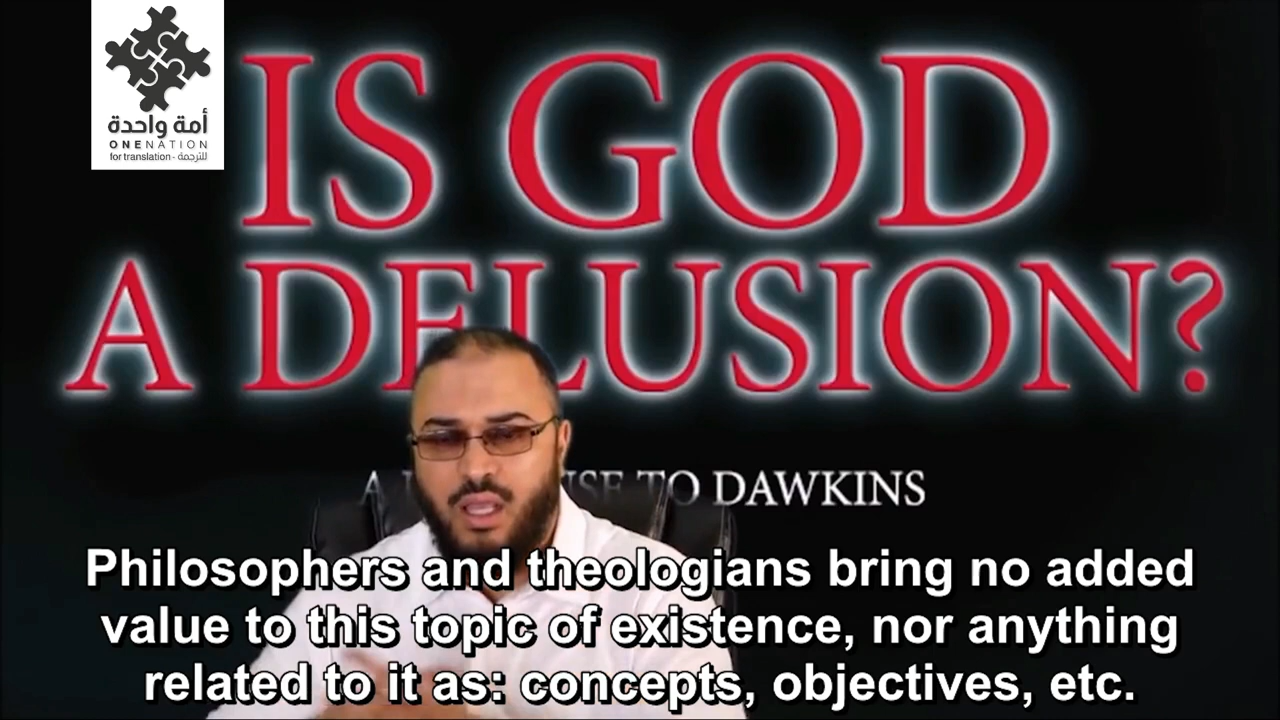 أمة واحدة
ONENATION
for translation - للترجمة
IS GOD
A DELUSION?
A TO DAWKINS
Philosophers and theologians bring no added
value to this topic of existence, nor anything
related to it as: concepts, objectives, etc.